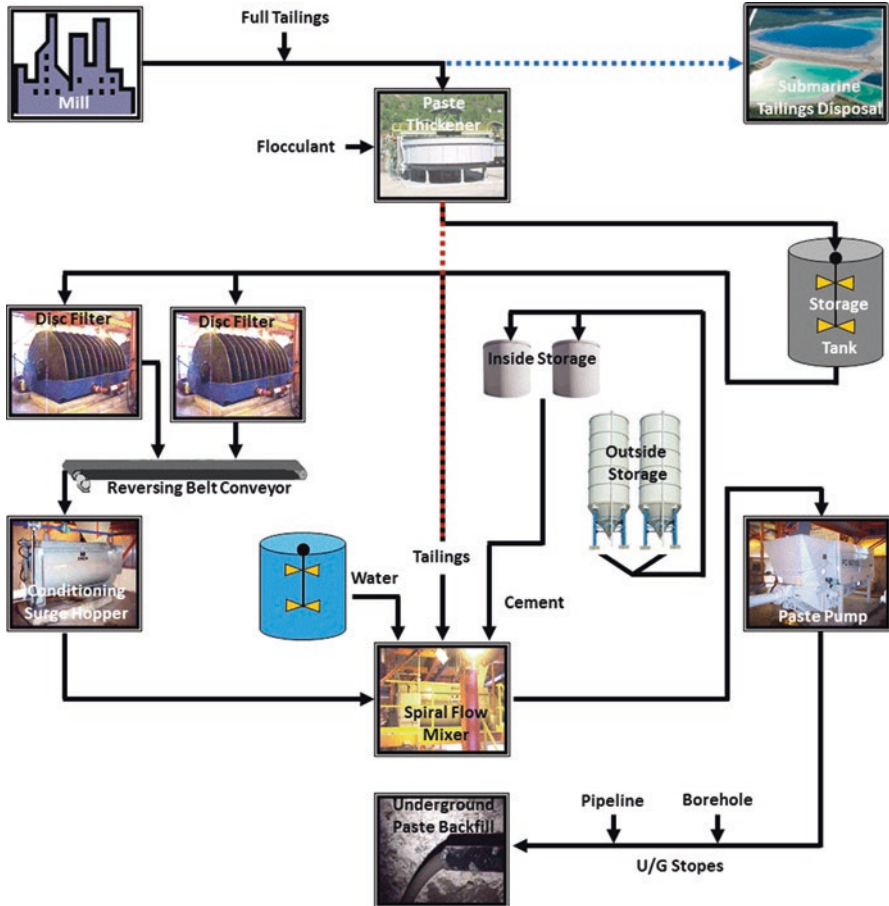 Full Tailings
Mill
Paste
Thickener
Submarine
Tailings Disposal
Flocculant
Disc Filter
Disc Filter
Storage
Tank
Inside Storage
Outside
Storage
Reversing Belt Conveyor
Conditioning
Surge Hopper
Water
Tailings
Cement
Paste Pump
Spiral Flow
Mixer
Underground
Paste Backfill
Pipeline
Borehole
U/G Stopes